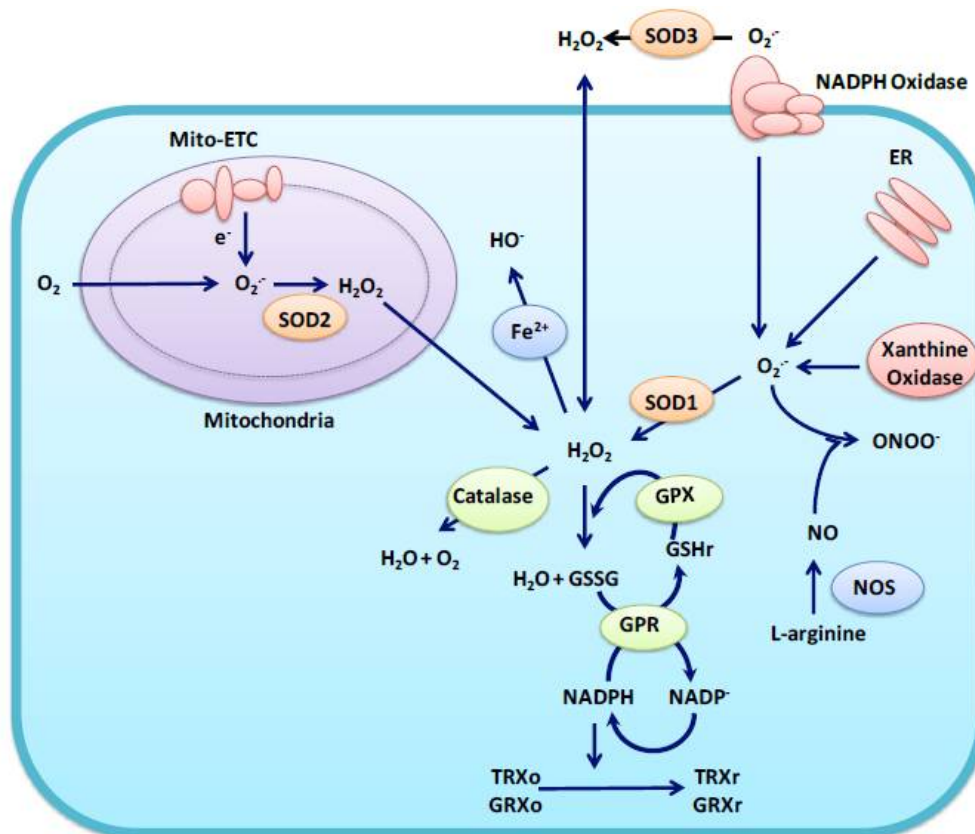 H₂O₂
SOD3
O₂·⁻
NADPH Oxidase
Mito-ETC
ER
e⁻
HO⁻
O₂
O₂·⁻
H₂O₂
SOD2
Fe²⁺
Mitochondria
O₂·⁻
Xanthine
Oxidase
SOD1
H₂O₂
ONOO⁻
Catalase
GPX
NO
H₂O + O₂
GSHr
H₂O + GSSG
NOS
GPR
L-arginine
NADPH
NADP⁻
TRXo
GRXo
TRXr
GRXr